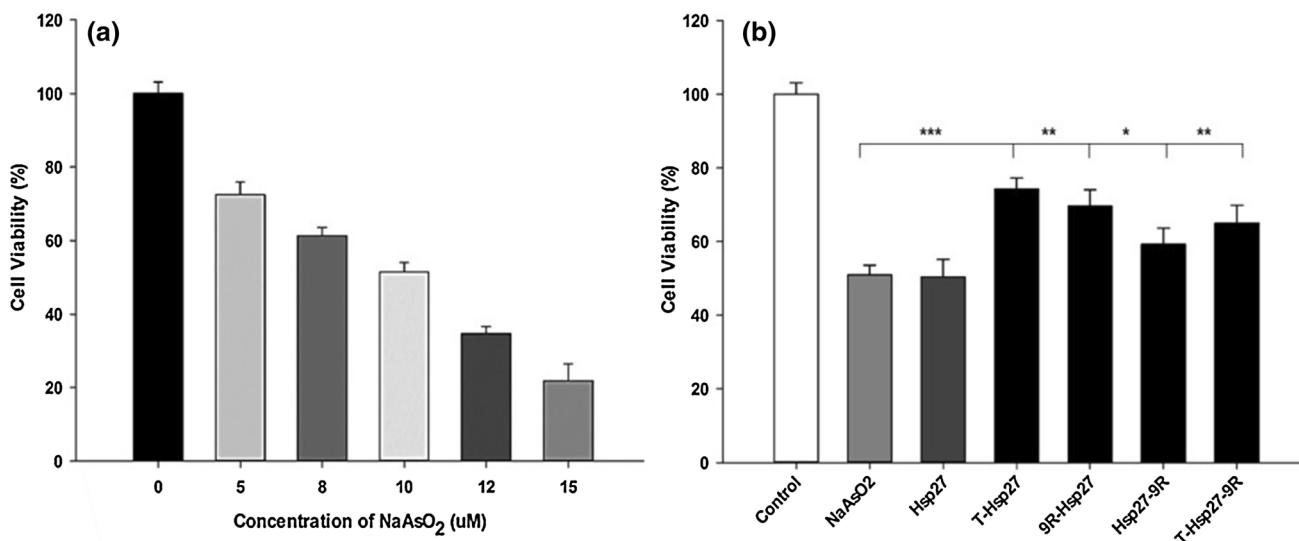 (a)
Cell Viability (%)
120
100
80
60
40
20
0
0 5 8 10 12 15
Concentration of NaAsO₂ (uM)
(b)
Cell Viability (%)
120
100
80
60
40
20
0
*** ** * **
Control
NaAsO2
Hsp27
T-Hsp27
9R-Hsp27
Hsp27-9R
T-Hsp27-9R